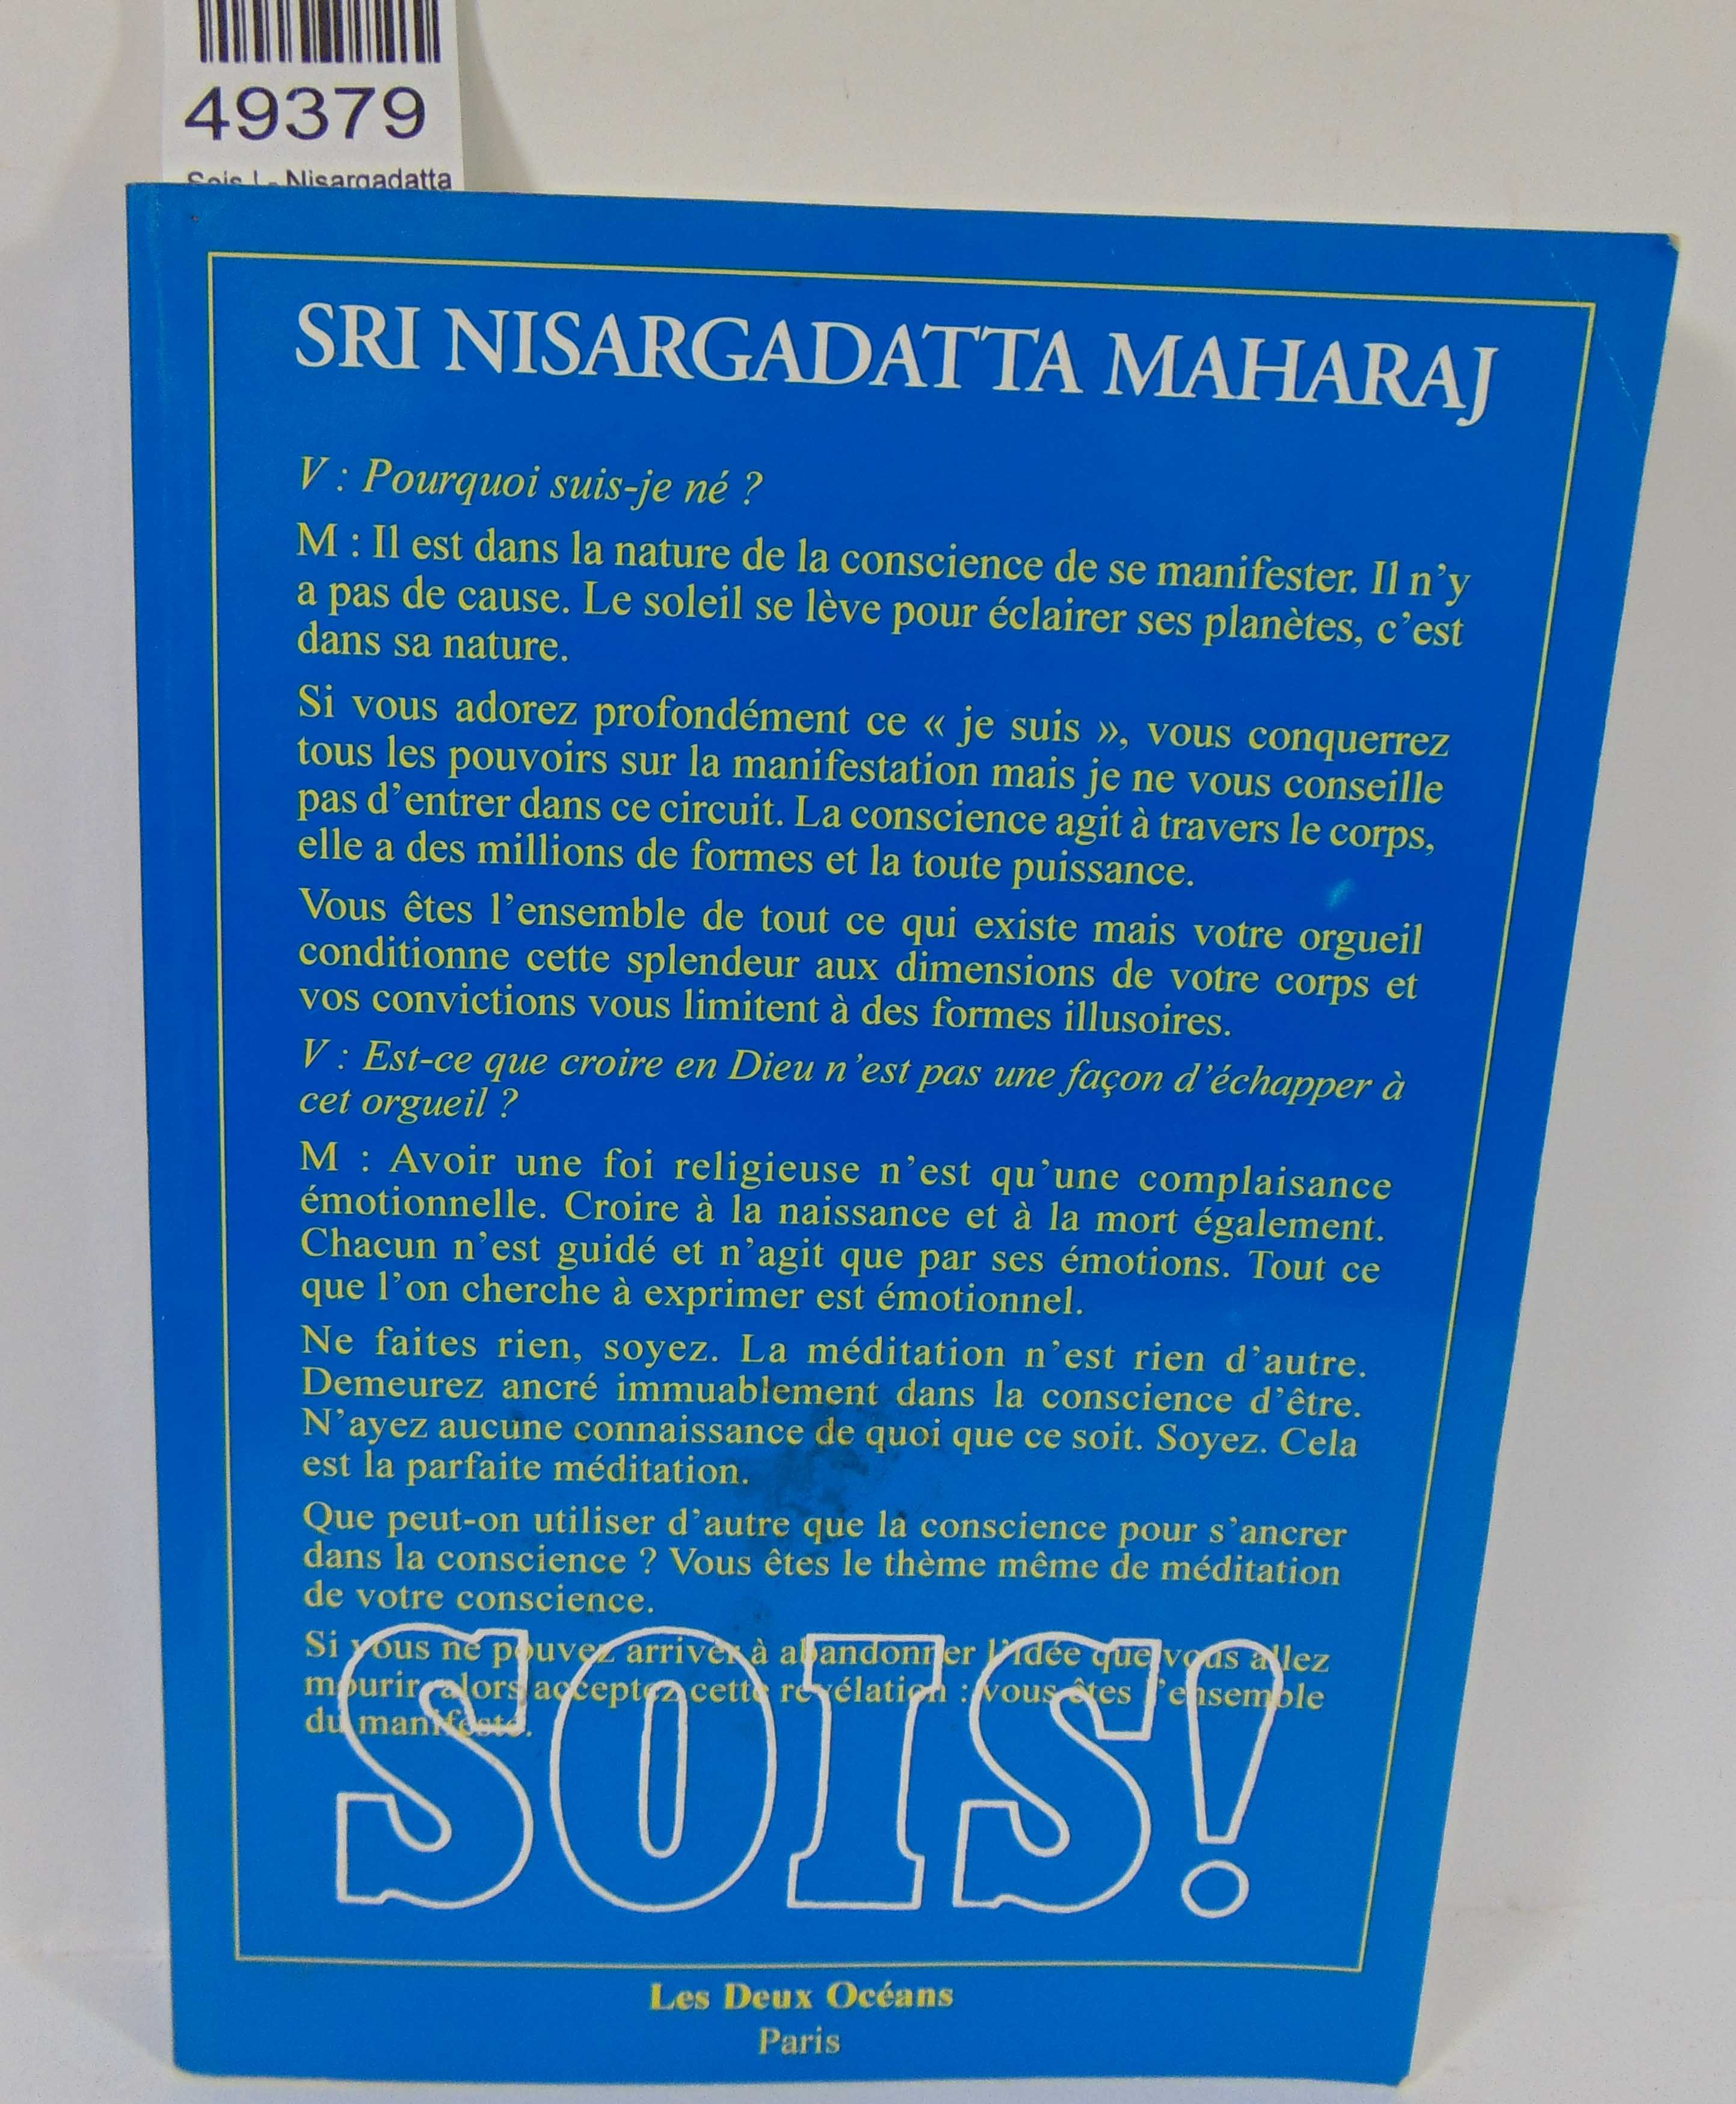 49379
Sois ! - Nisargadatta
SRI NISARGADATTA MAHARAJ
V : Pourquoi suis-je né ?
M : Il est dans la nature de la conscience de se manifester. Il n’y
a pas de cause. Le soleil se lève pour éclairer ses planètes, c’est
dans sa nature.
Si vous adorez profondément ce « je suis », vous conquerrez
tous les pouvoirs sur la manifestation mais je ne vous conseille
pas d’entrer dans ce circuit. La conscience agit à travers le corps,
elle a des millions de formes et la toute puissance.
Vous êtes l’ensemble de tout ce qui existe mais votre orgueil
conditionne cette splendeur aux dimensions de votre corps et
vos convictions vous limitent à des formes illusoires.
V : Est-ce que croire en Dieu n’est pas une façon d’échapper à
cet orgueil ?
M : Avoir une foi religieuse n’est qu’une complaisance
émotionnelle. Croire à la naissance et à la mort également.
Chacun n’est guidé et n’agit que par ses émotions. Tout ce
que l’on cherche à exprimer est émotionnel.
Ne faites rien, soyez. La méditation n’est rien d’autre.
Demeurez ancré immuablement dans la conscience d’être.
N’ayez aucune connaissance de quoi que ce soit. Soyez. Cela
est la parfaite méditation.
Que peut-on utiliser d’autre que la conscience pour s’ancrer
dans la conscience ? Vous êtes le thème même de méditation
de votre conscience.
Si vous ne pouvez arriver à abandonner l’idée que vous allez
mourir, alors acceptez cette révélation : vous êtes l’ensemble
du manifesté.
SOIS!
Les Deux Océans
Paris